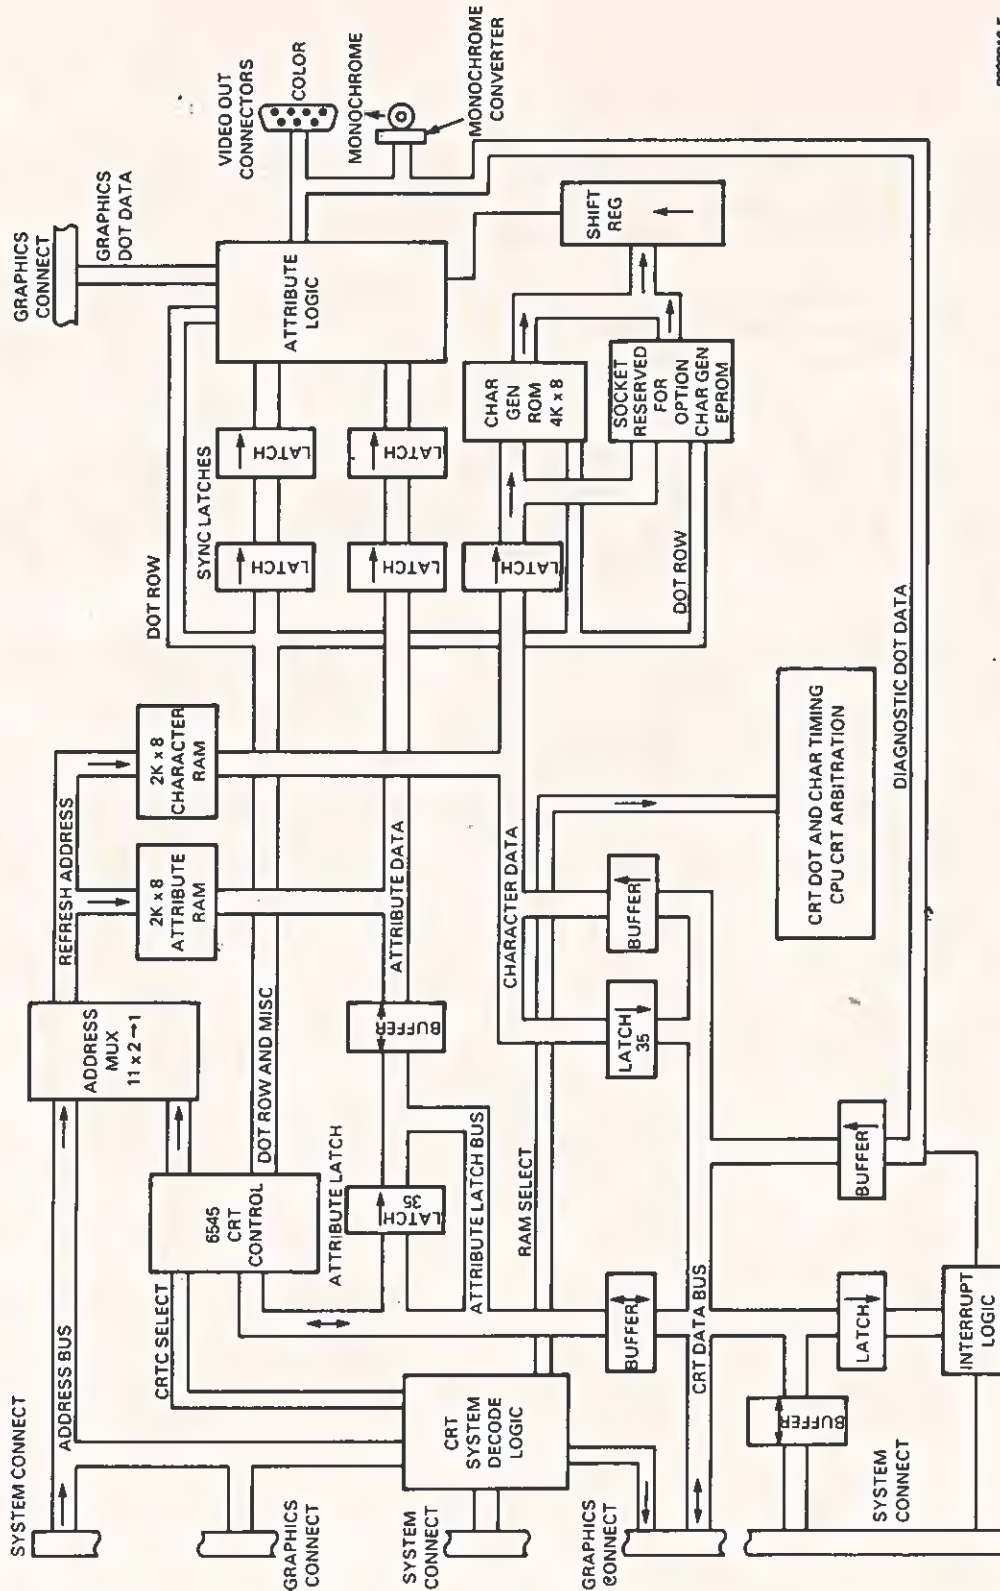 SYSTEM CONNECT
ADDRESS BUS
GRAPHICS
CONNECT
SYSTEM
CONNECT
GRAPHICS
CONNECT
SYSTEM
CONNECT
CRTC SELECT
CRT
SYSTEM
DECODE
LOGIC
6545
CRT
CONTROL
ADDRESS
MUX
11 x 2→1
REFRESH ADDRESS
2K x 8
ATTRIBUTE
RAM
2K x 8
CHARACTER
RAM
DOT ROW AND MISC
ATTRIBUTE LATCH
LATCH
35
ATTRIBUTE LATCH BUS
BUFFER
ATTRIBUTE DATA
RAM SELECT
CHARACTER DATA
BUFFER
CRT DATA BUS
BUFFER
LATCH
INTERRUPT
LOGIC
LATCH
35
BUFFER
BUFFER
CRT DOT AND CHAR TIMING
CPU CRT ARBITRATION
DIAGNOSTIC DOT DATA
DOT ROW
SYNC LATCHES
LATCH
LATCH
LATCH
LATCH
LATCH
DOT ROW
CHAR
GEN
ROM
4K x 8
SOCKET
RESERVED
FOR
OPTION
CHAR GEN
EPROM
SHIFT
REG
ATTRIBUTE
LOGIC
GRAPHICS
CONNECT
GRAPHICS
DOT DATA
VIDEO OUT
CONNECTORS
COLOR
MONOCHROME
MONOCHROME
CONVERTER